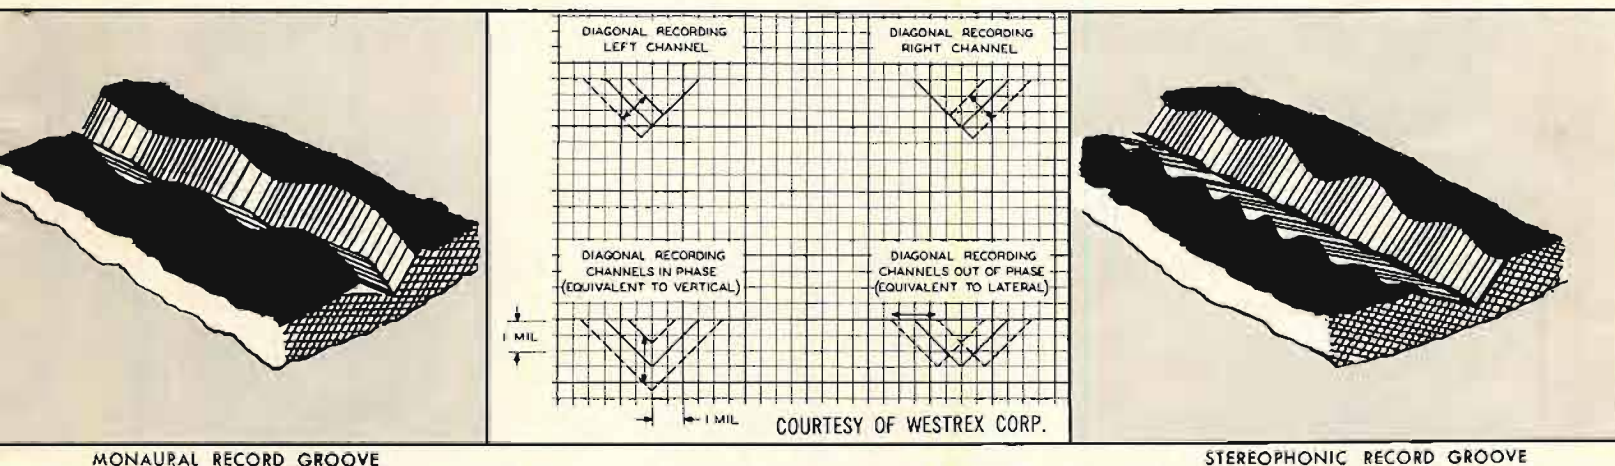 DIAGONAL RECORDING
LEFT CHANNEL
DIAGONAL RECORDING
RIGHT CHANNEL
DIAGONAL RECORDING
CHANNELS IN PHASE
(EQUIVALENT TO VERTICAL)
DIAGONAL RECORDING
CHANNELS OUT OF PHASE
(EQUIVALENT TO LATERAL)
1 MIL
1 MIL
COURTESY OF WESTREX CORP.
MONAURAL RECORD GROOVE
STEREOPHONIC RECORD GROOVE